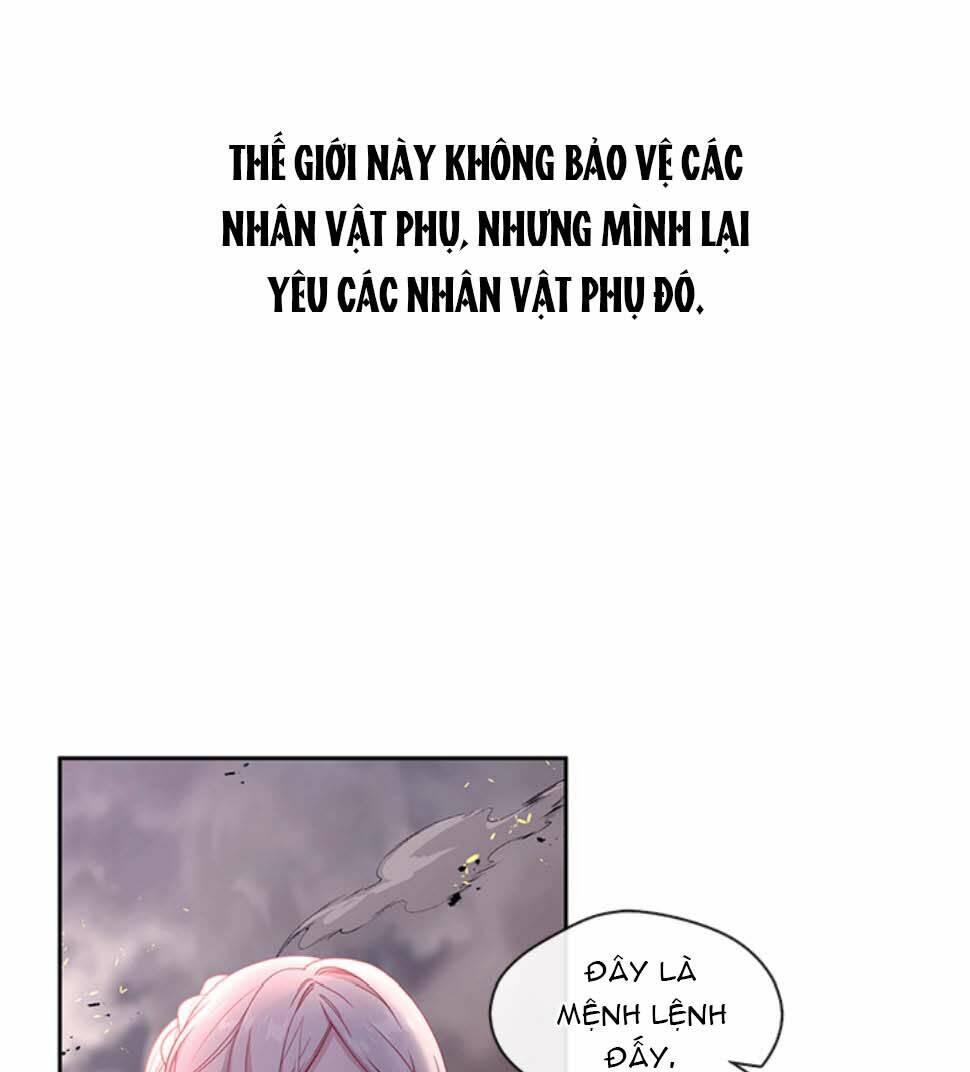 THẾ GIỚI NÀY KHÔNG BẢO VỆ CÁC
NHÂN VẬT PHỤ, NHƯNG MÌNH LẠI
YÊU CÁC NHÂN VẬT PHỤ ĐÓ.
ĐÂY LÀ
MỆNH LỆNH
ĐẤY,